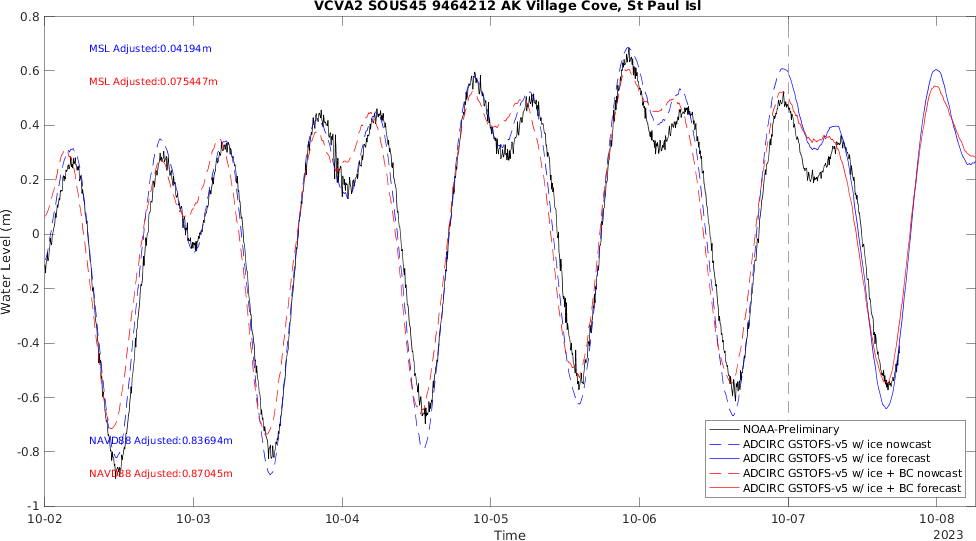 VCVA2 SOUS45 9464212 AK Village Cove, St Paul Isl
0.8
0.6
0.4
0.2
0
-0.2
-0.4
-0.6
-0.8
-1
Water Level (m)
MSL Adjusted:0.04194m
MSL Adjusted:0.075447m
NAVD88 Adjusted:0.83694m
NAVD88 Adjusted:0.87045m
NOAA-Preliminary
ADCIRC GSTOFS-v5 w/ ice nowcast
ADCIRC GSTOFS-v5 w/ ice forecast
ADCIRC GSTOFS-v5 w/ ice + BC nowcast
ADCIRC GSTOFS-v5 w/ ice + BC forecast
10-02 10-03 10-04 10-05 10-06 10-07 10-08
Time
2023